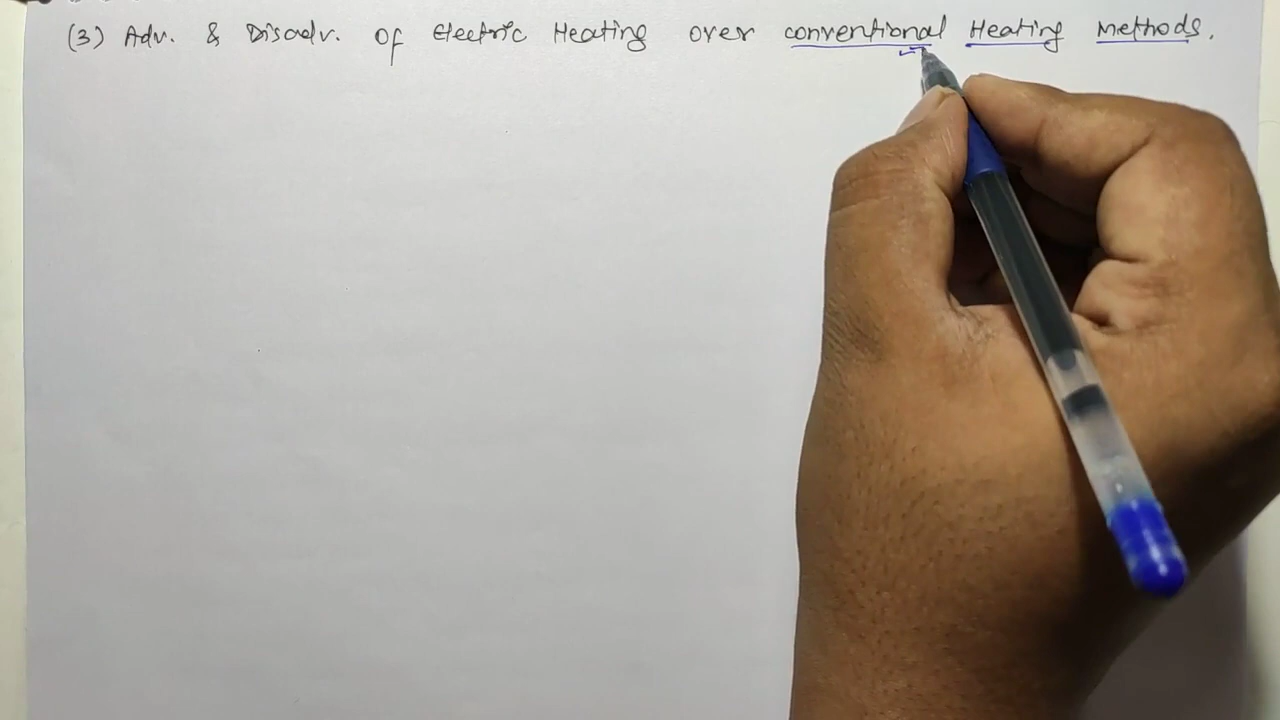 (3) Adv. & Disadv. Of Electric Heating over conventional Heating Methods.